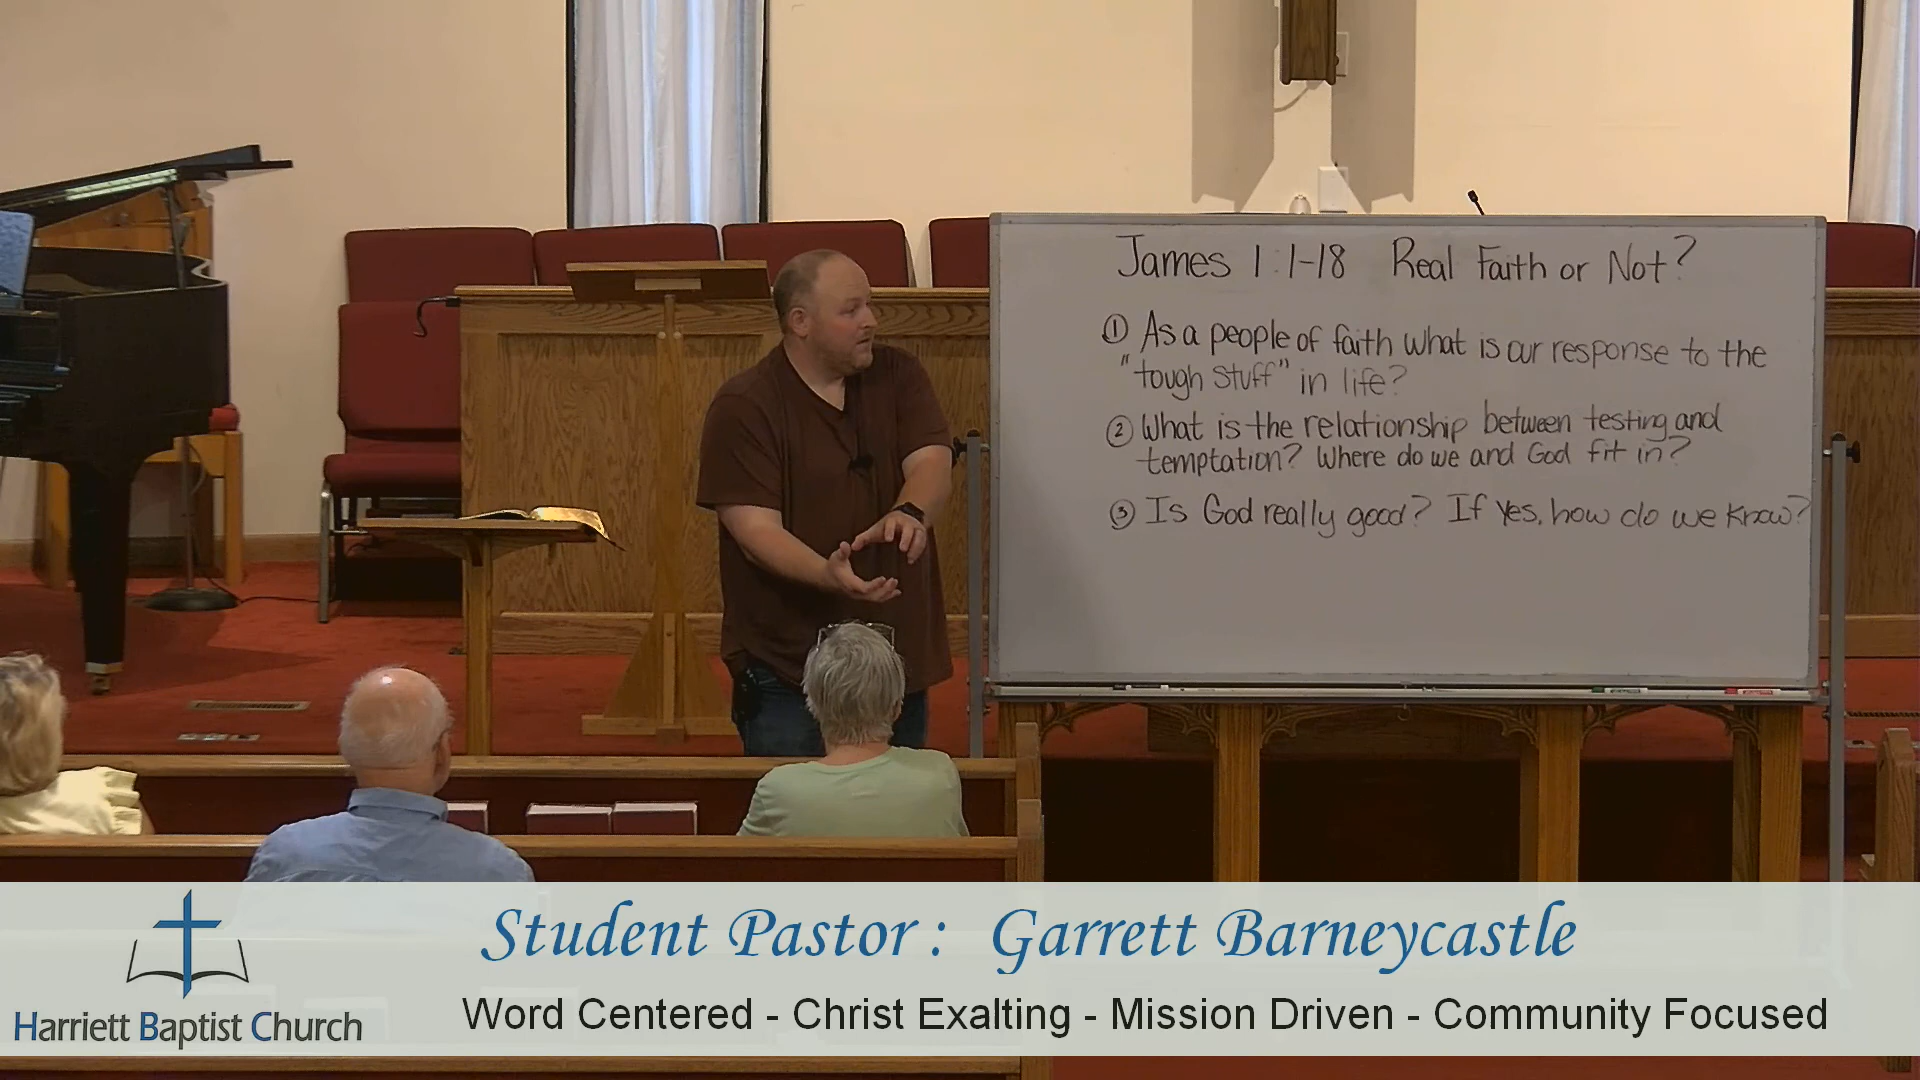 James 1:1-18 Real Faith or Not?
① As a people of faith what is our response to the
"tough stuff" in life?
② What is the relationship between testing and
temptation? Where do we and God fit in?
③ Is God really good? If yes, how do we know?
Student Pastor : Garrett Barneycastle
Harriett Baptist Church
Word Centered - Christ Exalting - Mission Driven - Community Focused